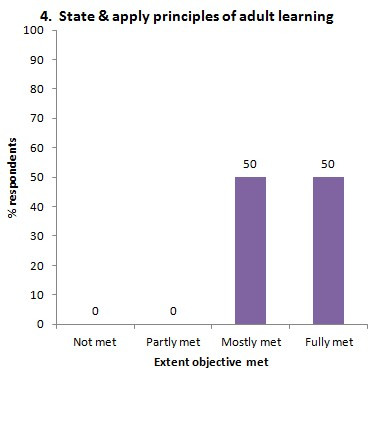 4. State & apply principles of adult learning
100
90
80
70
60
50
40
30
20
10
0
% respondents
0
0
50
50
Not met
Partly met
Mostly met
Fully met
Extent objective met